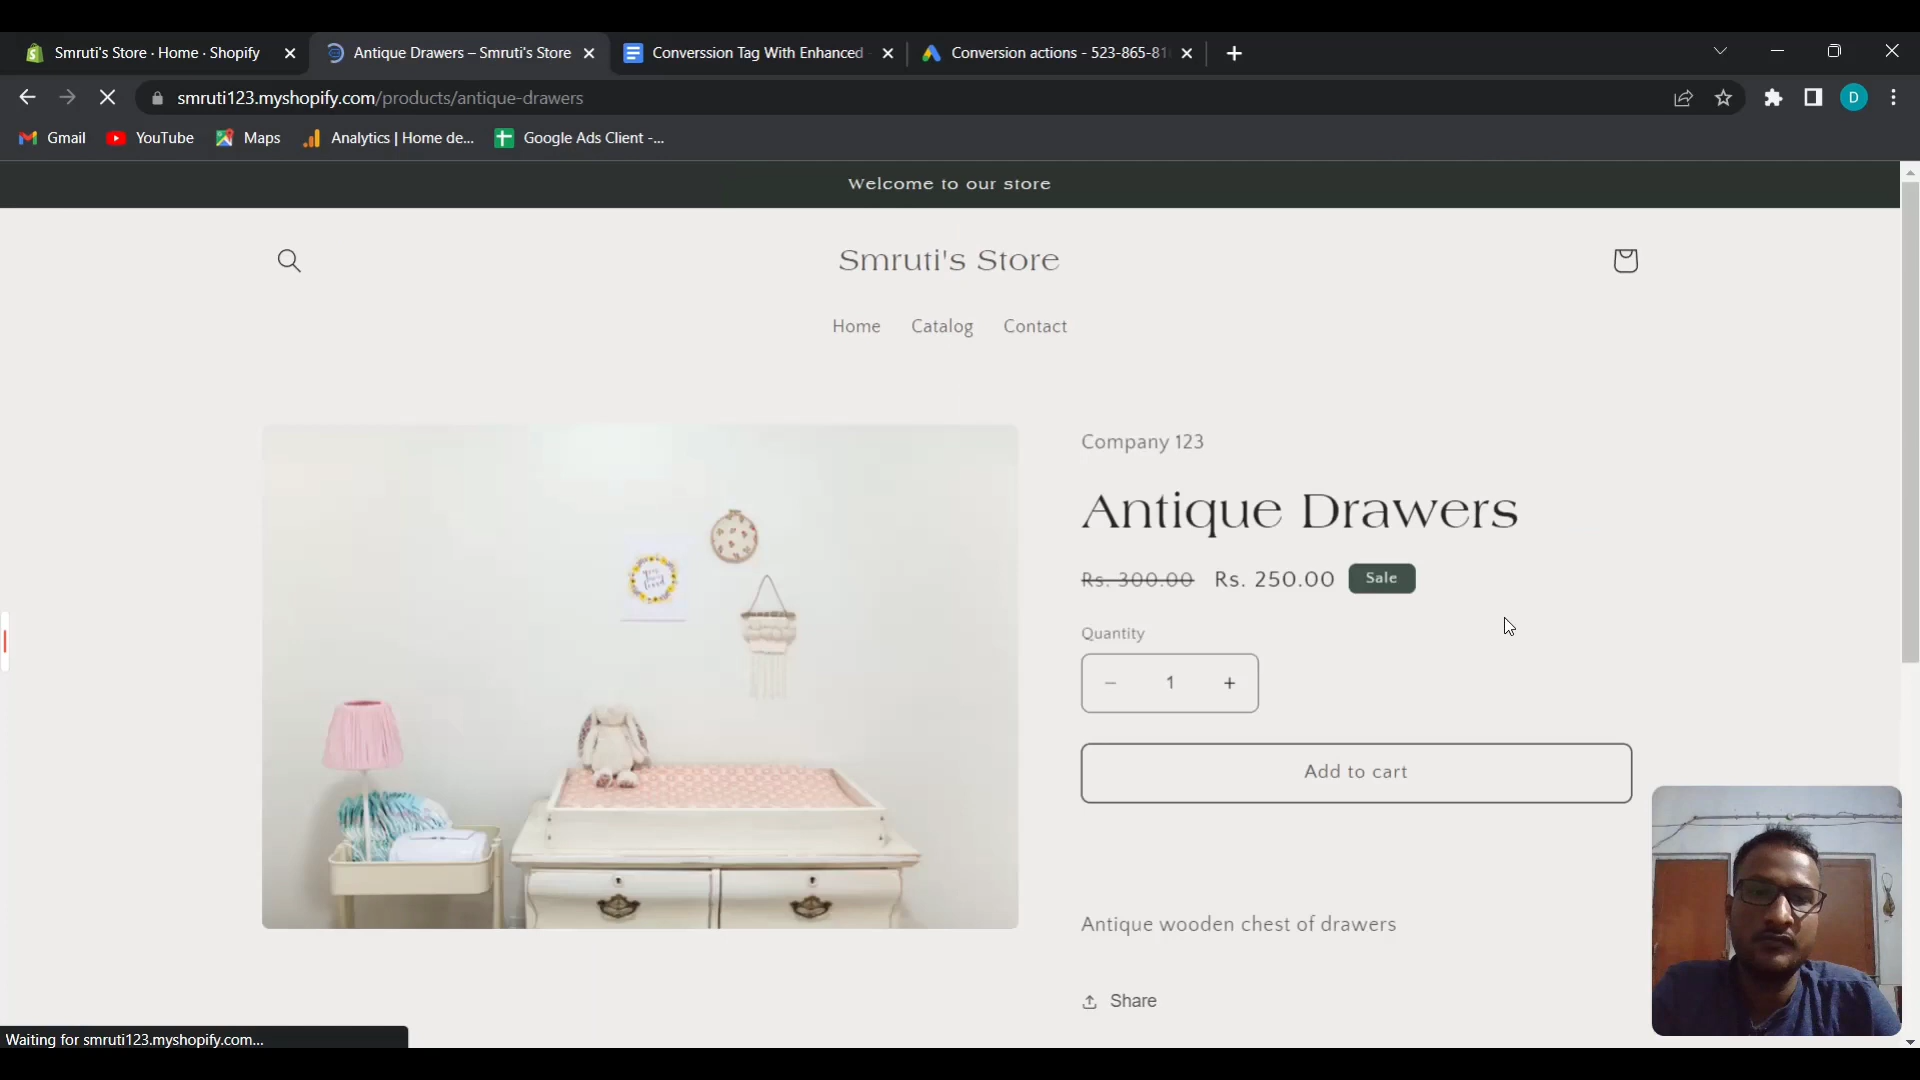 Smruti's Store · Home · Shopify
Antique Drawers – Smruti's Store
Converssion Tag With Enhanced
Conversion actions - 523-865-81
smruti123.myshopify.com/products/antique-drawers
D
Gmail
YouTube
Maps
Analytics | Home de...
Google Ads Client -...
Welcome to our store
Smruti's Store
Home Catalog Contact
Company 123
Antique Drawers
Rs. 300.00 Rs. 250.00 Sale
Quantity
− 1 +
Add to cart
Antique wooden chest of drawers
Share
Waiting for smruti123.myshopify.com...